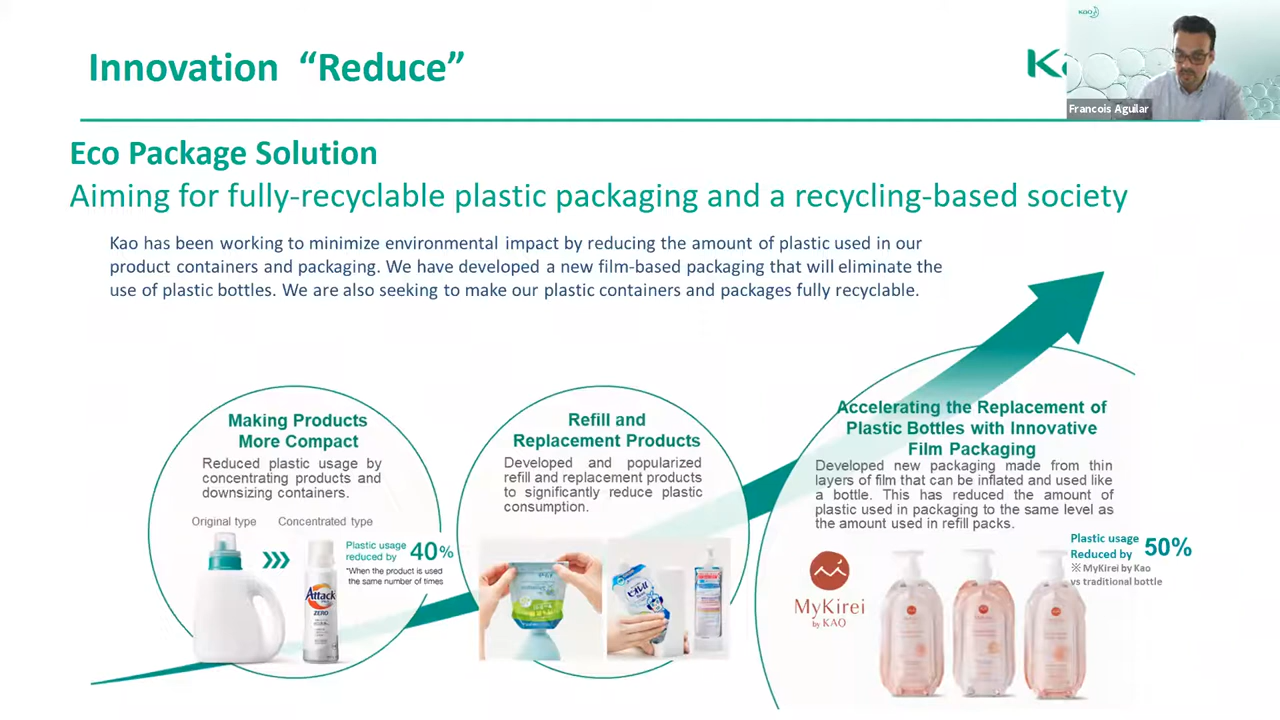 Innovation “Reduce”
Kao
Francois Aguilar
Eco Package Solution
Aiming for fully-recyclable plastic packaging and a recycling-based society
Kao has been working to minimize environmental impact by reducing the amount of plastic used in our
product containers and packaging. We have developed a new film-based packaging that will eliminate the
use of plastic bottles. We are also seeking to make our plastic containers and packages fully recyclable.
Making Products
More Compact
Reduced plastic usage by
concentrating products and
downsizing containers.
Original type
Concentrated type
Plastic usage
reduced by 40%
*When the product is used
the same number of times
Attack
ZERO
Refill and
Replacement Products
Developed and popularized
refill and replacement products
to significantly reduce plastic
consumption.
Accelerating the Replacement of
Plastic Bottles with Innovative
Film Packaging
Developed new packaging made from thin
layers of film that can be inflated and used like
a bottle. This has reduced the amount of
plastic used in packaging to the same level as
the amount used in refill packs.
Plastic usage
Reduced by 50%
※ MyKirei by Kao
vs traditional bottle
MyKirei
by KAO